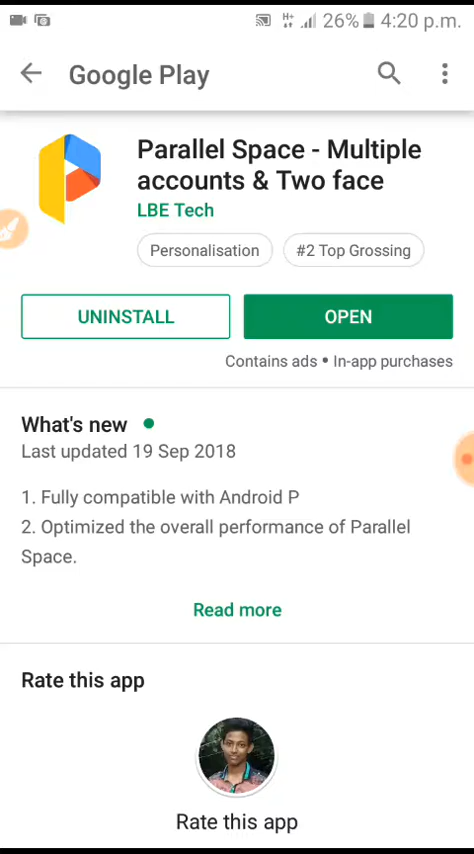 H+ 26% 4:20 p.m.
Google Play
Parallel Space - Multiple
accounts & Two face
LBE Tech
Personalisation #2 Top Grossing
UNINSTALL OPEN
Contains ads • In-app purchases
What's new
Last updated 19 Sep 2018
1. Fully compatible with Android P
2. Optimized the overall performance of Parallel
Space.
Read more
Rate this app
Rate this app